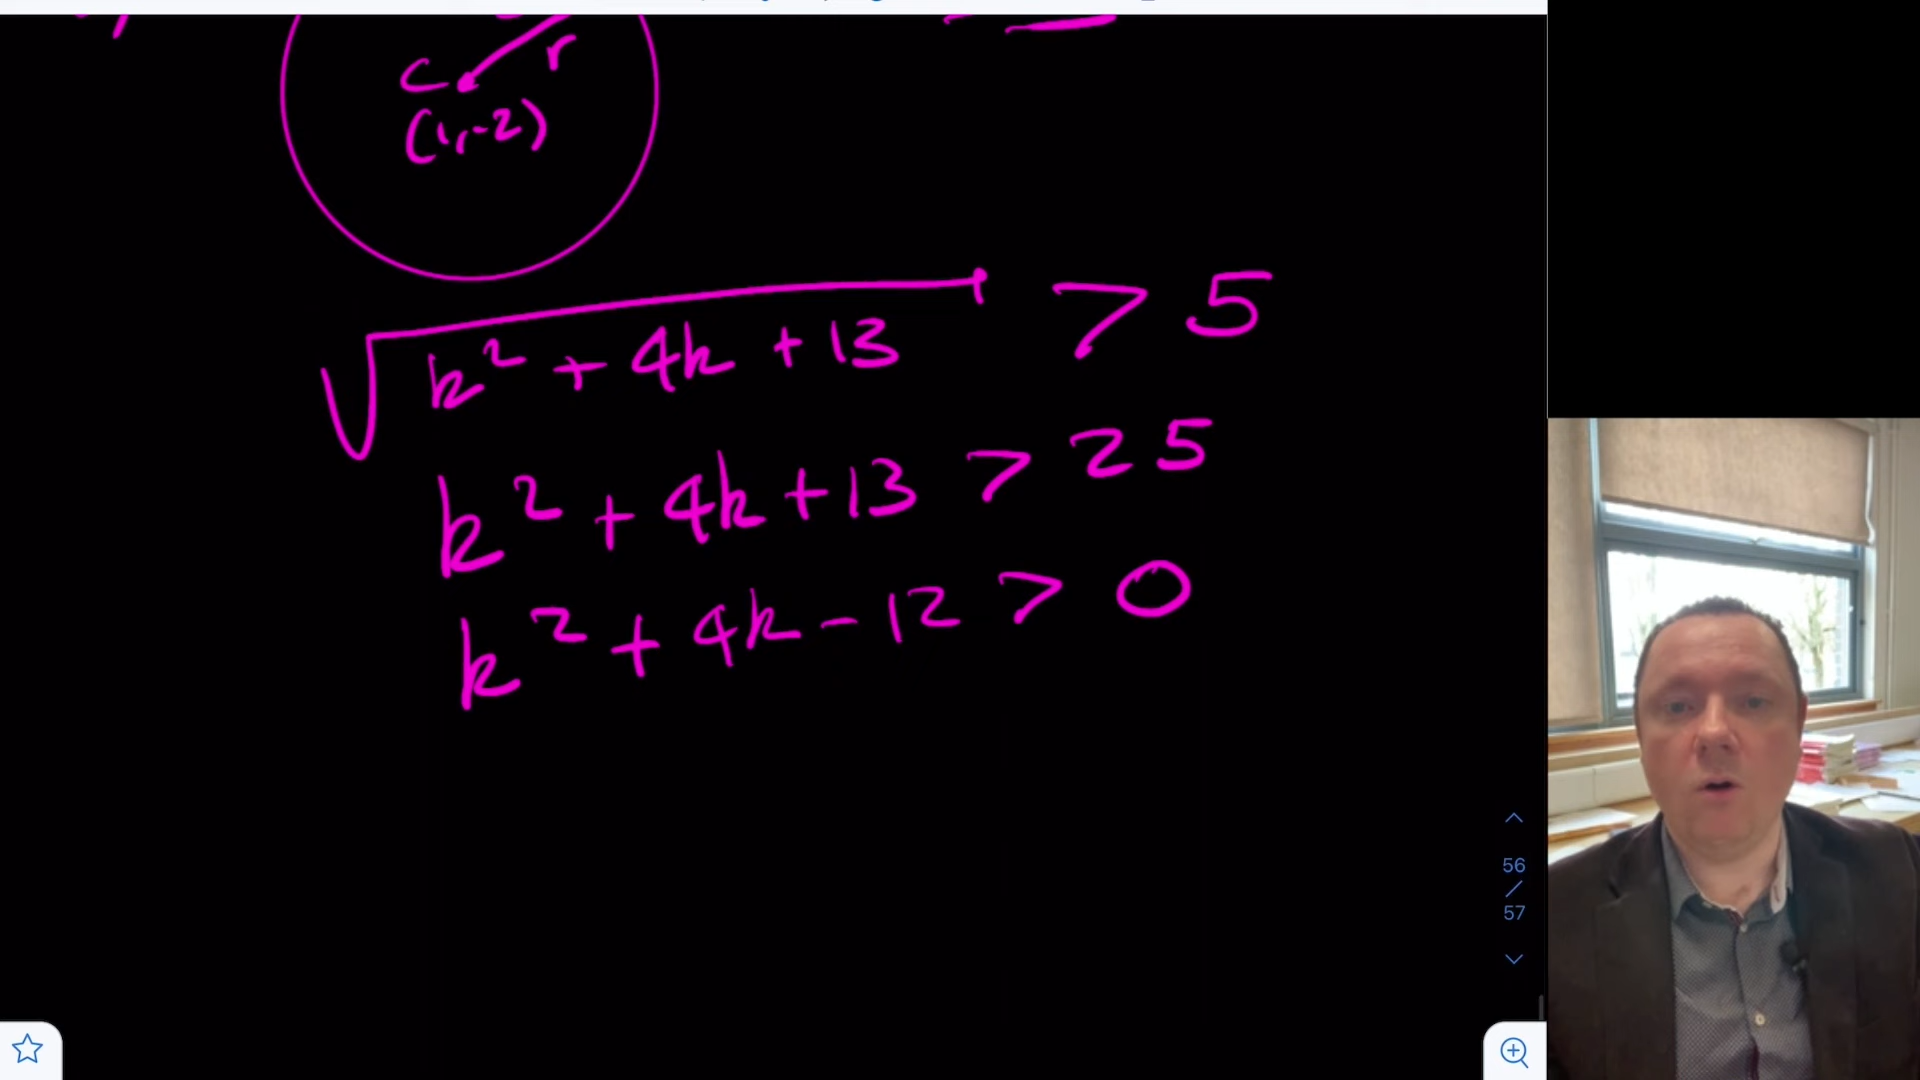 C
r
(1,-2)
√k² + 4k + 13 > 5
k² + 4k + 13 > 25
k² + 4k - 12 > 0
56
/
57